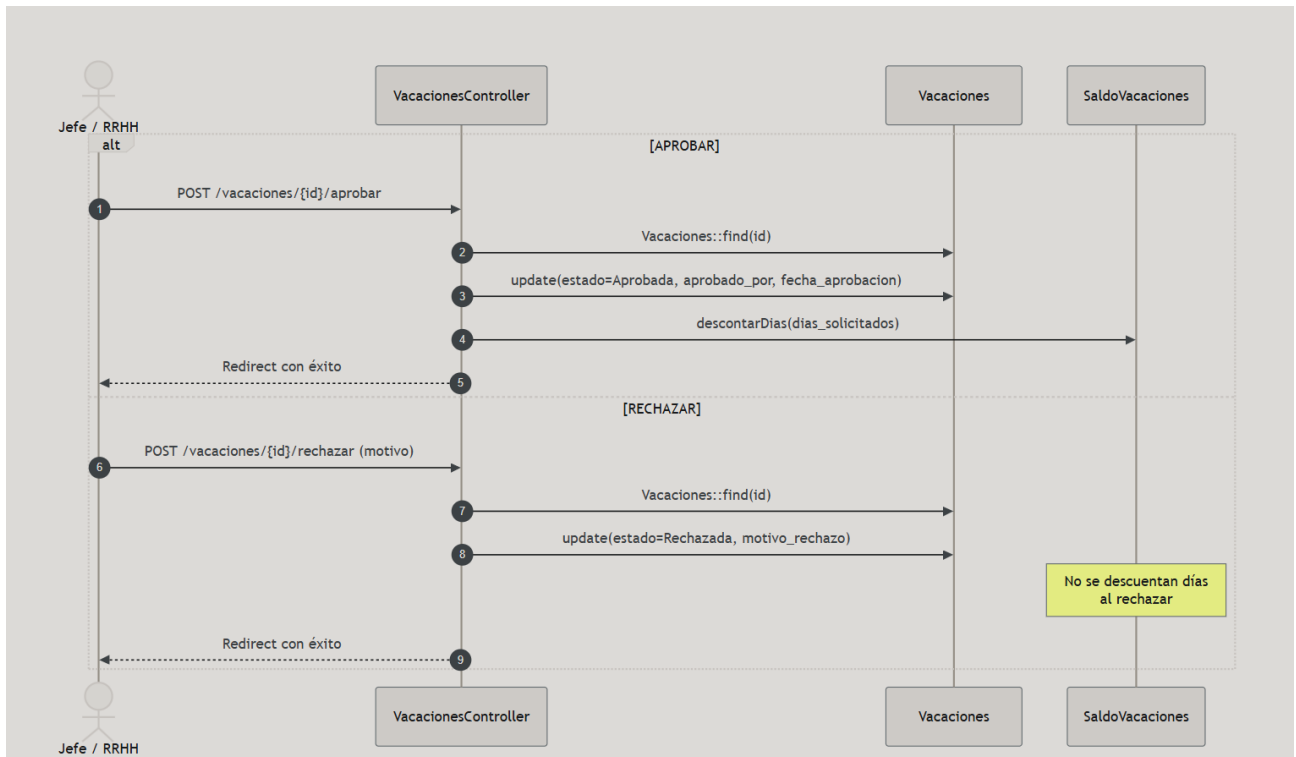 VacacionesController
Vacaciones
SaldoVacaciones
Jefe / RRHH
alt
[APROBAR]
POST /vacaciones/{id}/aprobar
1
Vacaciones::find(id)
2
update(estado=Aprobada, aprobado_por, fecha_aprobacion)
3
descontarDias(dias_solicitados)
4
Redirect con éxito
5
[RECHAZAR]
POST /vacaciones/{id}/rechazar (motivo)
6
Vacaciones::find(id)
7
update(estado=Rechazada, motivo_rechazo)
8
No se descuentan días
al rechazar
Redirect con éxito
9
VacacionesController
Vacaciones
SaldoVacaciones
Jefe / RRHH